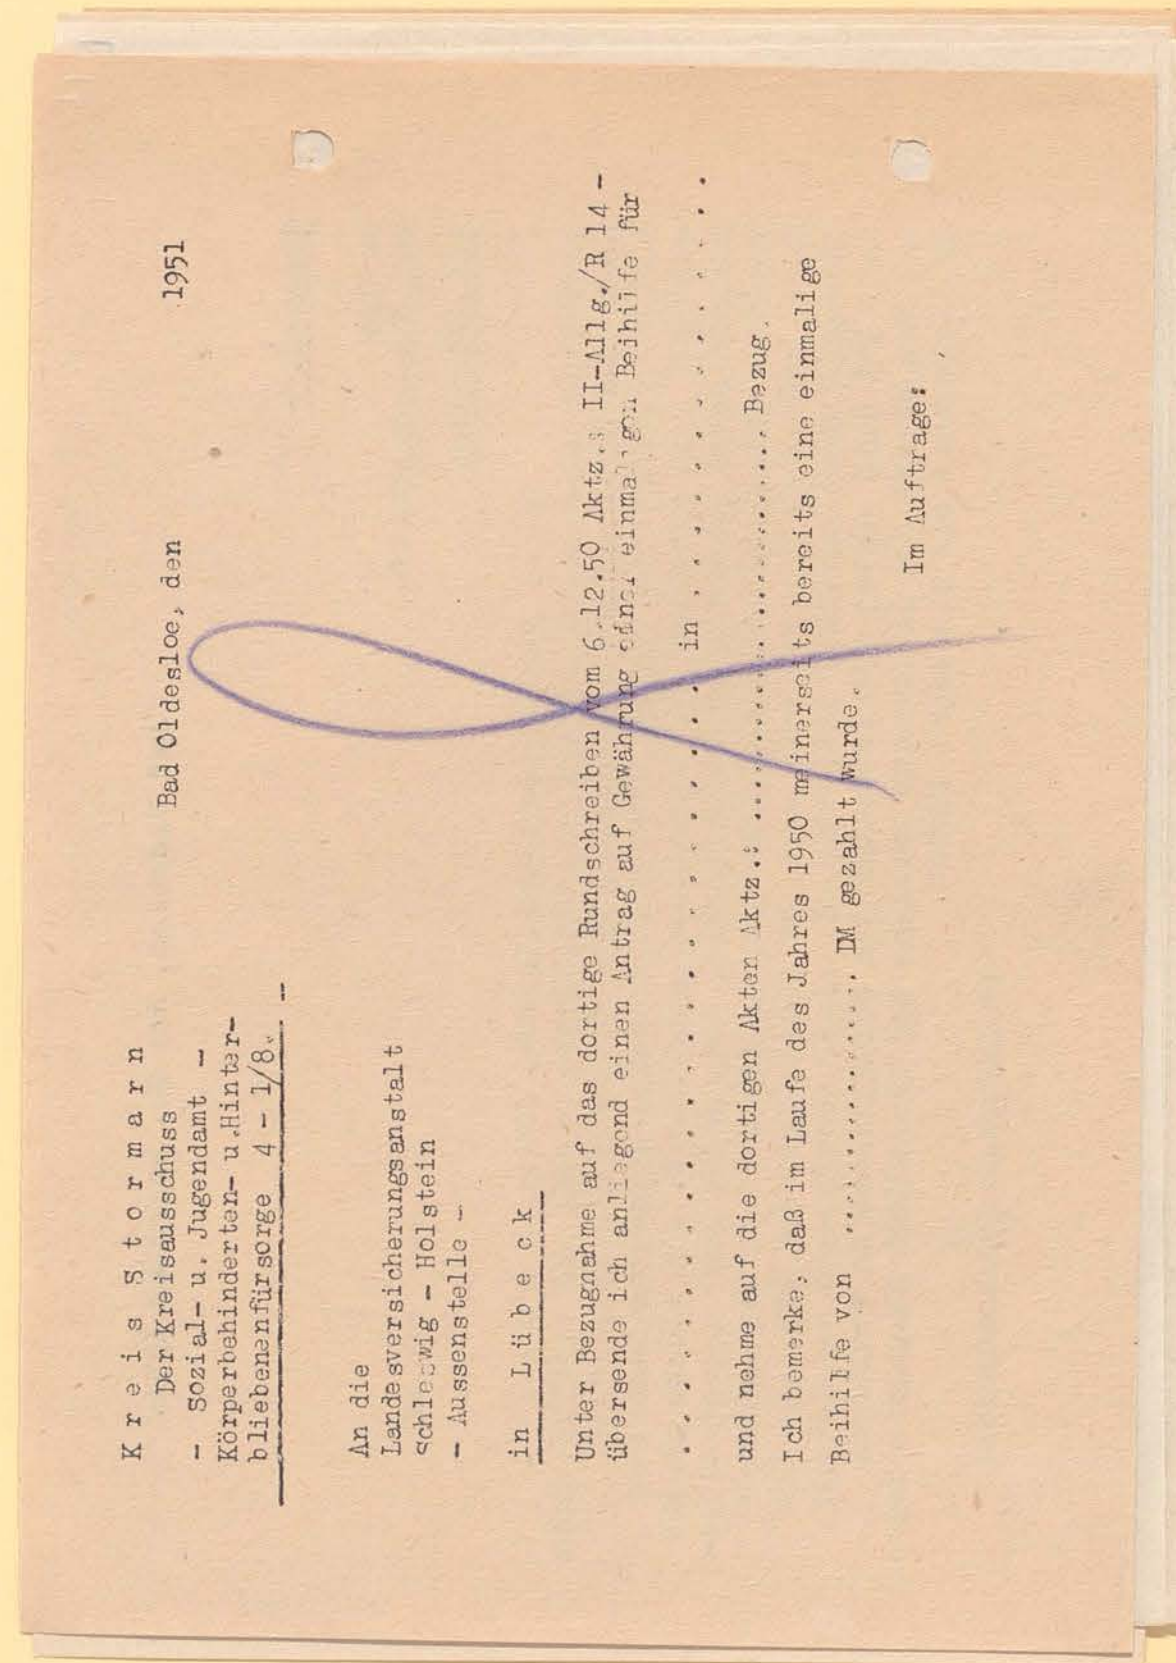 K r e i s  S t o r m a r n
Der Kreisausschuss
- Sozial- u. Jugendamt -
Körperbehinderten- u.Hinter-
bliebenenfürsorge 4 - 1/8. -
Bad Oldesloe, den 1951
An die
Landesversicherungsanstalt
Schleswig - Holstein
- Aussenstelle -
in L ü b e c k
Unter Bezugnahme auf das dortige Rundschreiben vom 6.12.50 Aktz.: II-Allg./R 14 -
übersende ich anliegend einen Antrag auf Gewährung einer einmaligen Beihilfe für
. . . . . . . . . . . . . . . . . . . . in . . . . . . . . . . . .
und nehme auf die dortigen Akten Aktz.: ........................ Bezug.
Ich bemerke, daß im Laufe des Jahres 1950 meinerseits bereits eine einmalige
Beihilfe von ................ DM gezahlt wurde.
Im Auftrage: